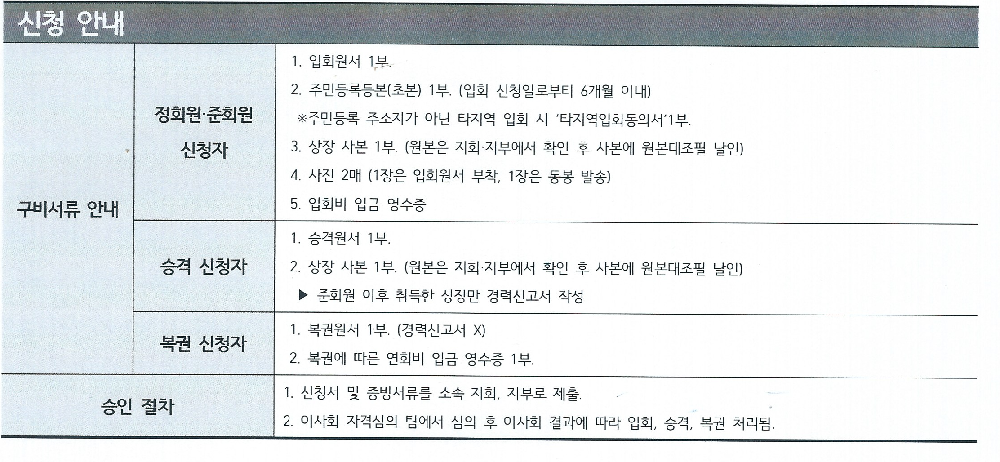 신청 안내
구비서류 안내
정회원·준회원
신청자
1. 입회원서 1부.
2. 주민등록등본(초본) 1부. (입회 신청일로부터 6개월 이내)
※주민등록 주소지가 아닌 타지역 입회 시 ‘타지역입회동의서’1부.
3. 상장 사본 1부. (원본은 지회·지부에서 확인 후 사본에 원본대조필 날인)
4. 사진 2매 (1장은 입회원서 부착, 1장은 동봉 발송)
5. 입회비 입금 영수증
승격 신청자
1. 승격원서 1부.
2. 상장 사본 1부. (원본은 지회·지부에서 확인 후 사본에 원본대조필 날인)
▶ 준회원 이후 취득한 상장만 경력신고서 작성
복권 신청자
1. 복권원서 1부. (경력신고서 X)
2. 복권에 따른 연회비 입금 영수증 1부.
승인 절차
1. 신청서 및 증빙서류를 소속 지회, 지부로 제출.
2. 이사회 자격심의 팀에서 심의 후 이사회 결과에 따라 입회, 승격, 복권 처리됨.